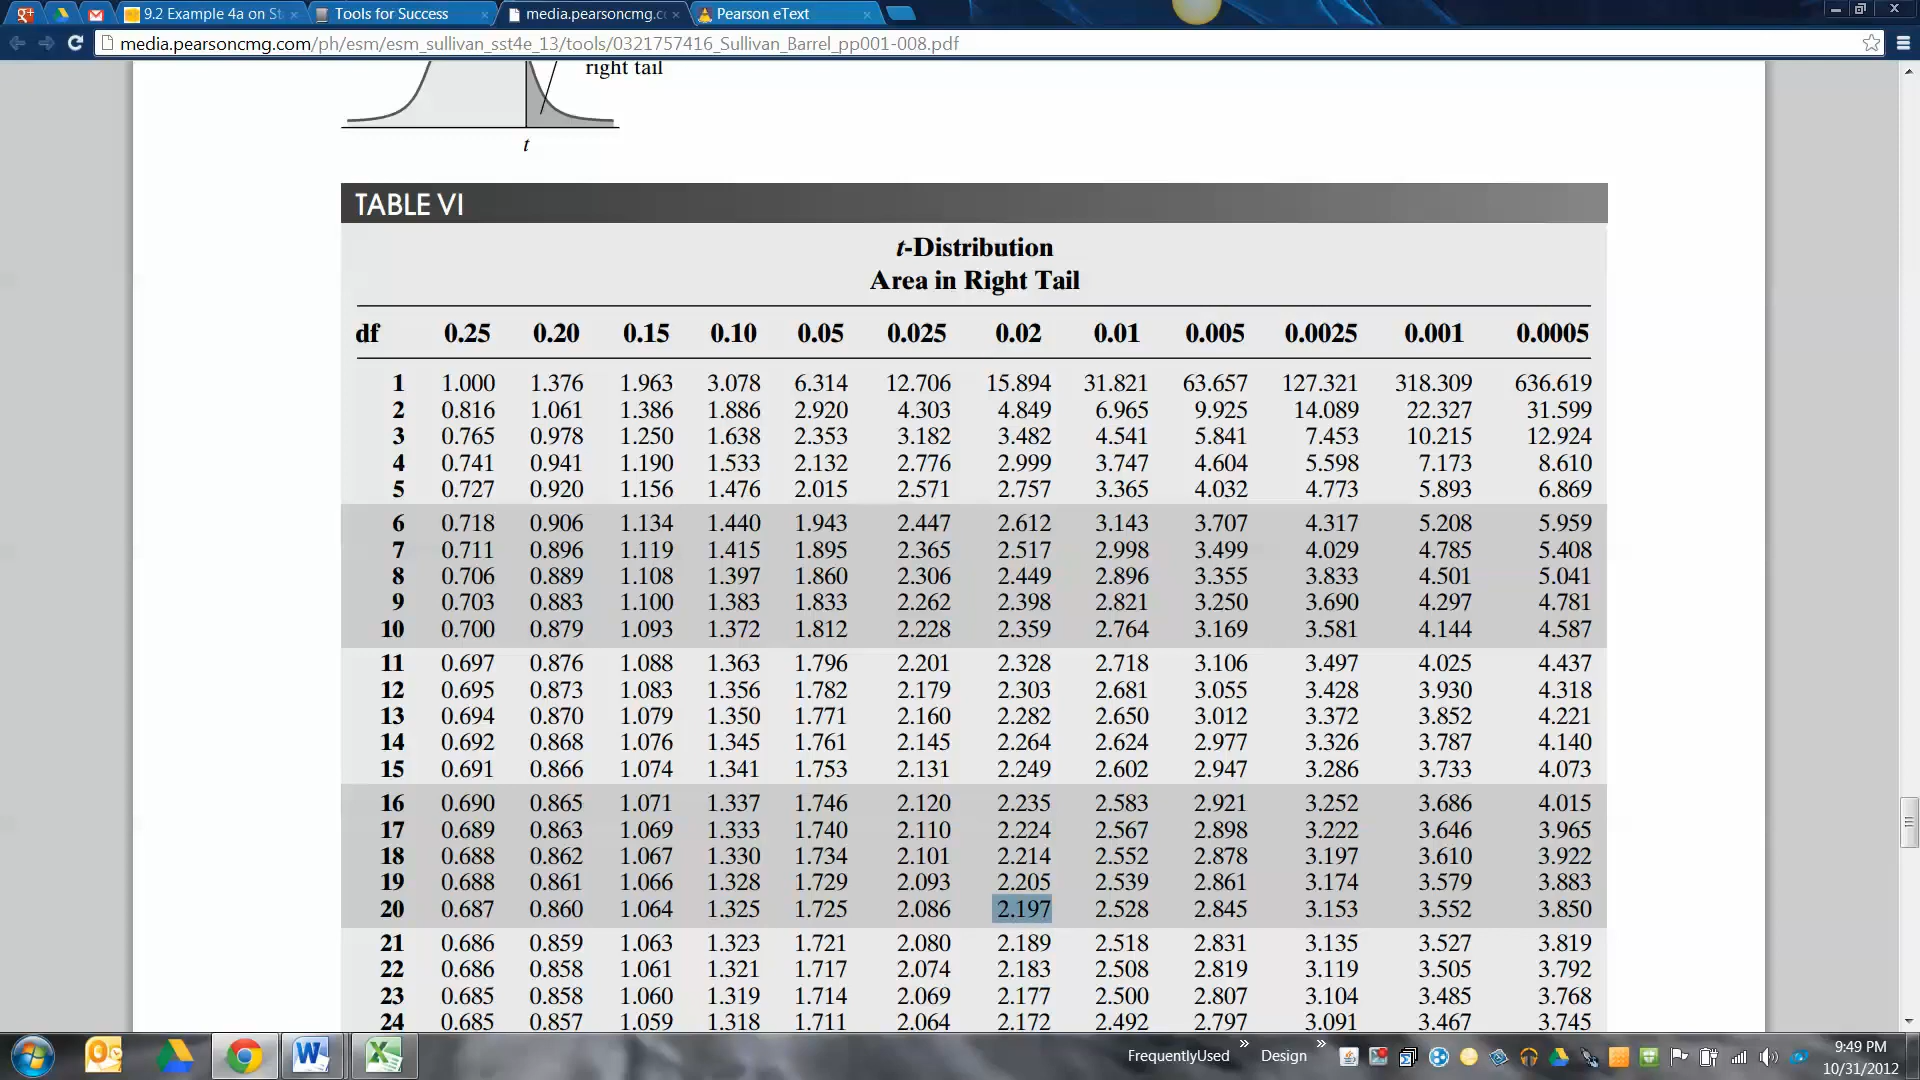 9.2 Example 4a on St
Tools for Success
media.pearsoncmg.co
Pearson eText
media.pearsoncmg.com/ph/esm/esm_sullivan_sst4e_13/tools/0321757416_Sullivan_Barrel_pp001-008.pdf
right tail
t
TABLE VI
t-Distribution
Area in Right Tail
df 0.25 0.20 0.15 0.10 0.05 0.025 0.02 0.01 0.005 0.0025 0.001 0.0005
1 1.000 1.376 1.963 3.078 6.314 12.706 15.894 31.821 63.657 127.321 318.309 636.619
2 0.816 1.061 1.386 1.886 2.920 4.303 4.849 6.965 9.925 14.089 22.327 31.599
3 0.765 0.978 1.250 1.638 2.353 3.182 3.482 4.541 5.841 7.453 10.215 12.924
4 0.741 0.941 1.190 1.533 2.132 2.776 2.999 3.747 4.604 5.598 7.173 8.610
5 0.727 0.920 1.156 1.476 2.015 2.571 2.757 3.365 4.032 4.773 5.893 6.869
6 0.718 0.906 1.134 1.440 1.943 2.447 2.612 3.143 3.707 4.317 5.208 5.959
7 0.711 0.896 1.119 1.415 1.895 2.365 2.517 2.998 3.499 4.029 4.785 5.408
8 0.706 0.889 1.108 1.397 1.860 2.306 2.449 2.896 3.355 3.833 4.501 5.041
9 0.703 0.883 1.100 1.383 1.833 2.262 2.398 2.821 3.250 3.690 4.297 4.781
10 0.700 0.879 1.093 1.372 1.812 2.228 2.359 2.764 3.169 3.581 4.144 4.587
11 0.697 0.876 1.088 1.363 1.796 2.201 2.328 2.718 3.106 3.497 4.025 4.437
12 0.695 0.873 1.083 1.356 1.782 2.179 2.303 2.681 3.055 3.428 3.930 4.318
13 0.694 0.870 1.079 1.350 1.771 2.160 2.282 2.650 3.012 3.372 3.852 4.221
14 0.692 0.868 1.076 1.345 1.761 2.145 2.264 2.624 2.977 3.326 3.787 4.140
15 0.691 0.866 1.074 1.341 1.753 2.131 2.249 2.602 2.947 3.286 3.733 4.073
16 0.690 0.865 1.071 1.337 1.746 2.120 2.235 2.583 2.921 3.252 3.686 4.015
17 0.689 0.863 1.069 1.333 1.740 2.110 2.224 2.567 2.898 3.222 3.646 3.965
18 0.688 0.862 1.067 1.330 1.734 2.101 2.214 2.552 2.878 3.197 3.610 3.922
19 0.688 0.861 1.066 1.328 1.729 2.093 2.205 2.539 2.861 3.174 3.579 3.883
20 0.687 0.860 1.064 1.325 1.725 2.086 2.197 2.528 2.845 3.153 3.552 3.850
21 0.686 0.859 1.063 1.323 1.721 2.080 2.189 2.518 2.831 3.135 3.527 3.819
22 0.686 0.858 1.061 1.321 1.717 2.074 2.183 2.508 2.819 3.119 3.505 3.792
23 0.685 0.858 1.060 1.319 1.714 2.069 2.177 2.500 2.807 3.104 3.485 3.768
24 0.685 0.857 1.059 1.318 1.711 2.064 2.172 2.492 2.797 3.091 3.467 3.745
FrequentlyUsed » Design » 9:49 PM
10/31/2012